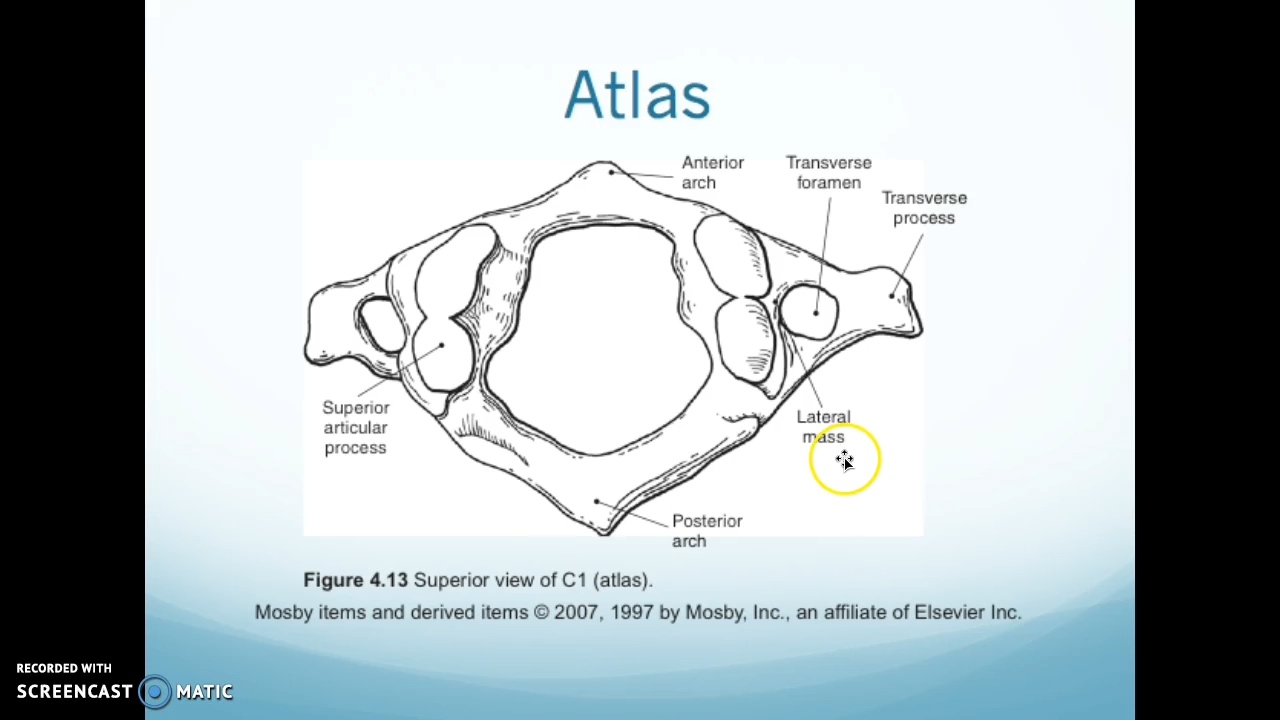 Atlas
Anterior
arch
Transverse
foramen
Transverse
process
Superior
articular
process
Lateral
mass
Posterior
arch
Figure 4.13 Superior view of C1 (atlas).
Mosby items and derived items © 2007, 1997 by Mosby, Inc., an affiliate of Elsevier Inc.
RECORDED WITH
SCREENCAST MATIC